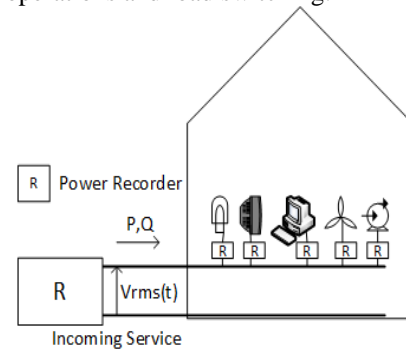 R Power Recorder
P,Q
R R R R R
R Vrms(t)
Incoming Service